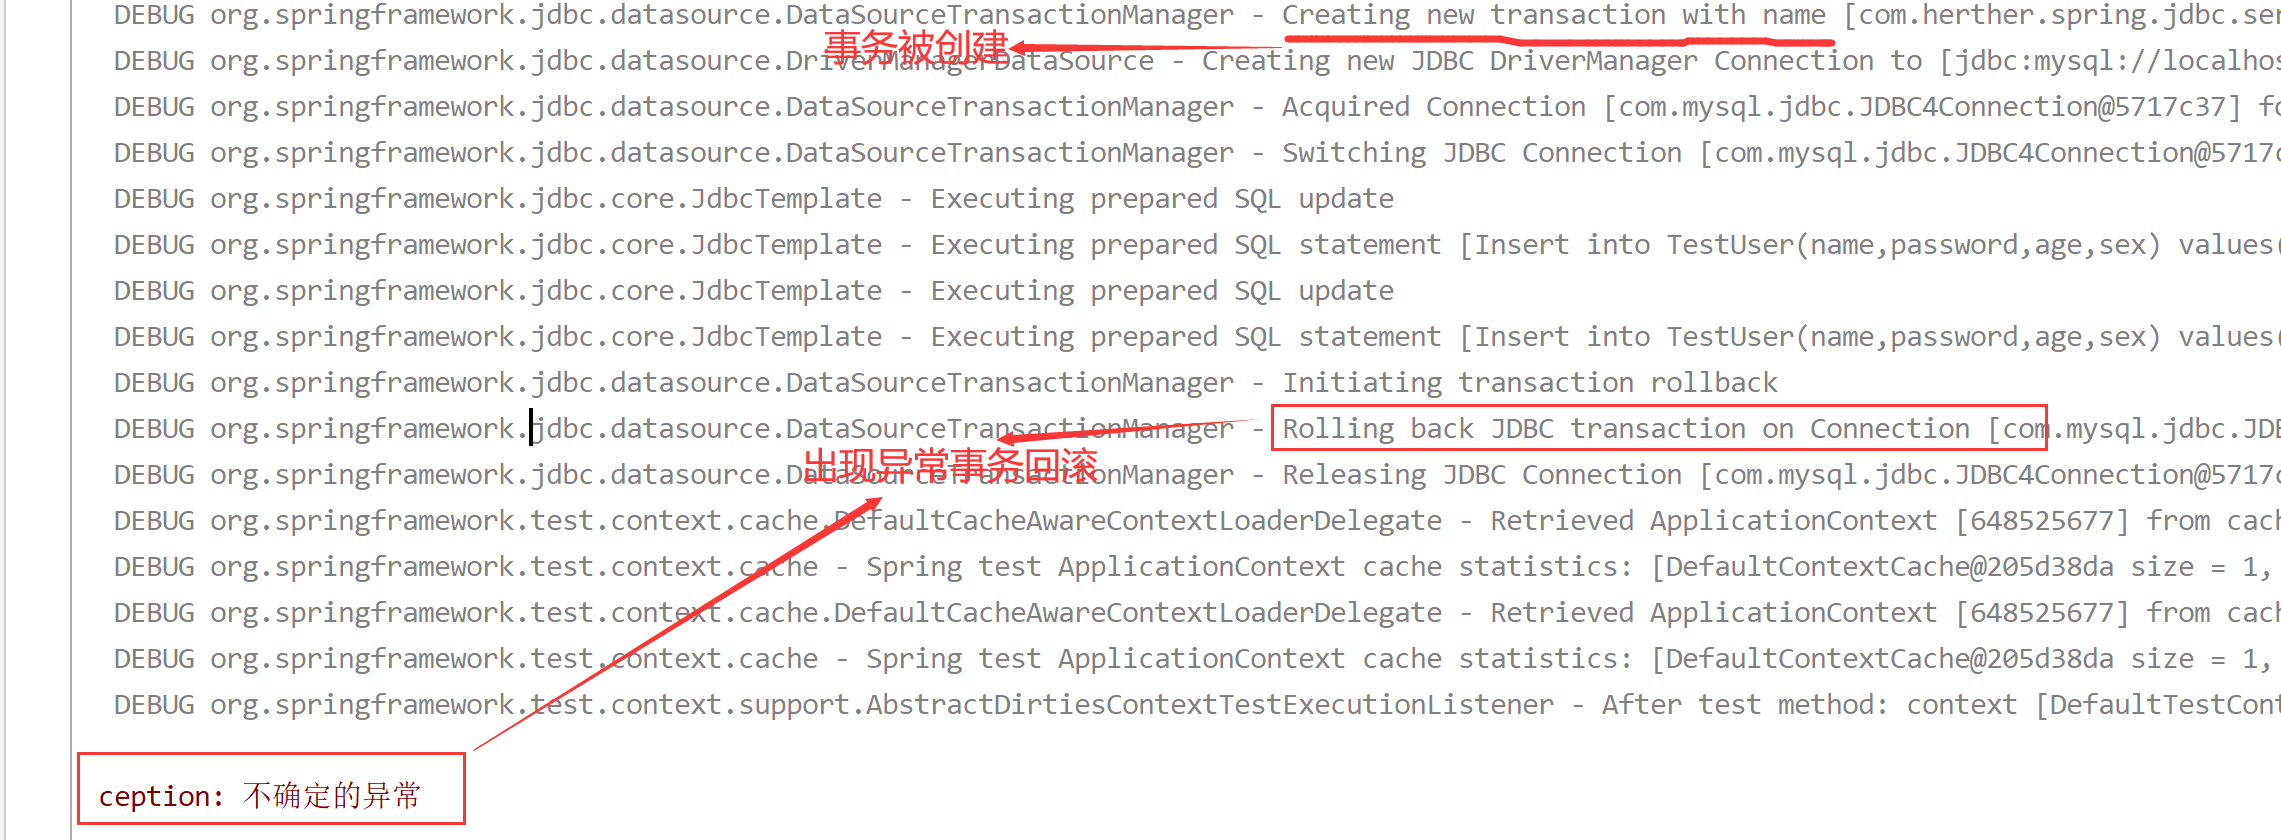 DEBUG org.springframework.jdbc.datasource.DataSourceTransactionManager - Creating new transaction with name [com.herther.spring.jdbc.ser
事务被创建
DEBUG org.springframework.jdbc.datasource.DriverManagerDataSource - Creating new JDBC DriverManager Connection to [jdbc:mysql://localhos
DEBUG org.springframework.jdbc.datasource.DataSourceTransactionManager - Acquired Connection [com.mysql.jdbc.JDBC4Connection@5717c37] fo
DEBUG org.springframework.jdbc.datasource.DataSourceTransactionManager - Switching JDBC Connection [com.mysql.jdbc.JDBC4Connection@5717c
DEBUG org.springframework.jdbc.core.JdbcTemplate - Executing prepared SQL update
DEBUG org.springframework.jdbc.core.JdbcTemplate - Executing prepared SQL statement [Insert into TestUser(name,password,age,sex) values(
DEBUG org.springframework.jdbc.core.JdbcTemplate - Executing prepared SQL update
DEBUG org.springframework.jdbc.core.JdbcTemplate - Executing prepared SQL statement [Insert into TestUser(name,password,age,sex) values(
DEBUG org.springframework.jdbc.datasource.DataSourceTransactionManager - Initiating transaction rollback
DEBUG org.springframework.jdbc.datasource.DataSourceTransactionManager - Rolling back JDBC transaction on Connection [com.mysql.jdbc.JDB
出现异常事务回滚
DEBUG org.springframework.jdbc.datasource.DataSourceTransactionManager - Releasing JDBC Connection [com.mysql.jdbc.JDBC4Connection@5717c
DEBUG org.springframework.test.context.cache.DefaultCacheAwareContextLoaderDelegate - Retrieved ApplicationContext [648525677] from cach
DEBUG org.springframework.test.context.cache - Spring test ApplicationContext cache statistics: [DefaultContextCache@205d38da size = 1,
DEBUG org.springframework.test.context.cache.DefaultCacheAwareContextLoaderDelegate - Retrieved ApplicationContext [648525677] from cach
DEBUG org.springframework.test.context.cache - Spring test ApplicationContext cache statistics: [DefaultContextCache@205d38da size = 1,
DEBUG org.springframework.test.context.support.AbstractDirtiesContextTestExecutionListener - After test method: context [DefaultTestCont
ception: 不确定的异常